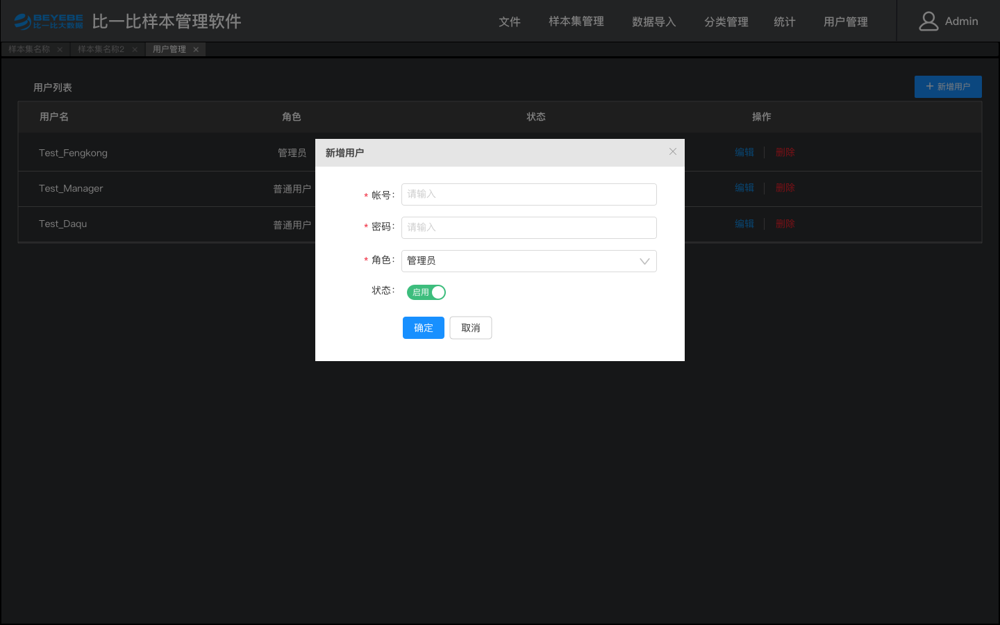 BEYEBE
比一比大数据
比一比样本管理软件
文件 样本集管理 数据导入 分类管理 统计 用户管理 Admin
样本集名称 × 样本集名称2 × 用户管理 ×
用户列表
+ 新增用户
用户名 角色 状态 操作
Test_Fengkong 管理员 编辑 | 删除
Test_Manager 普通用户 编辑 | 删除
Test_Daqu 普通用户 编辑 | 删除
新增用户 ×
* 帐号: 请输入
* 密码: 请输入
* 角色: 管理员
状态: 启用
确定 取消